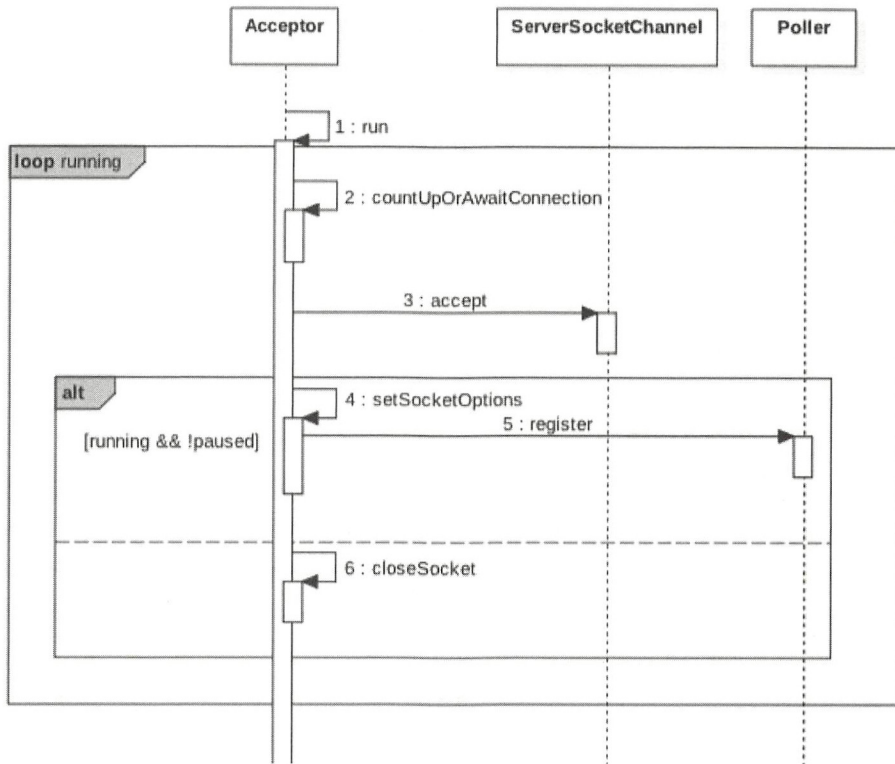 Acceptor
ServerSocketChannel
Poller
1 : run
loop running
2 : countUpOrAwaitConnection
3 : accept
alt
4 : setSocketOptions
[running && !paused]
5 : register
6 : closeSocket